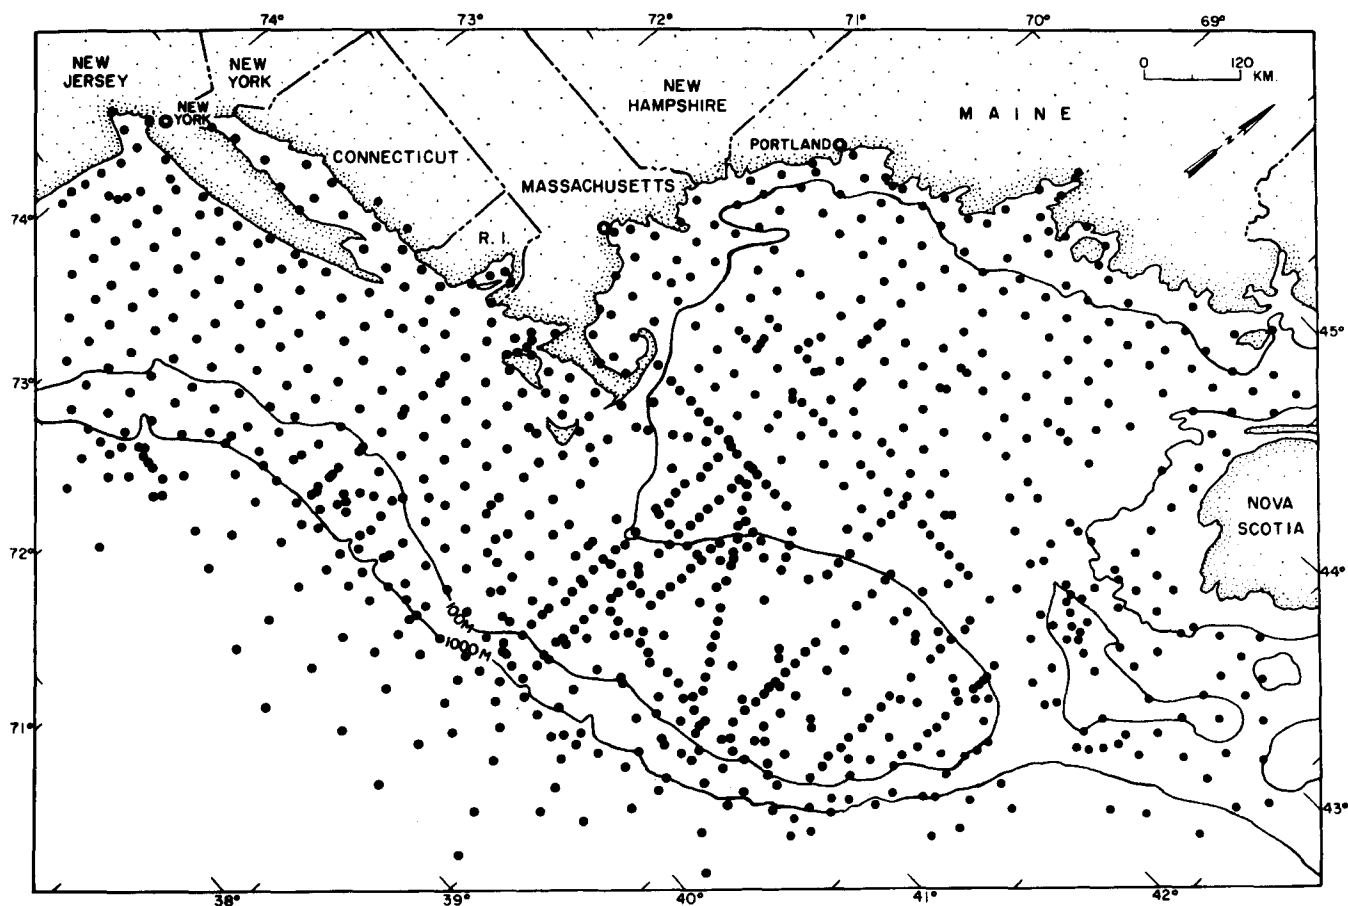 74°
73°
72°
71°
70°
69°
NEW
JERSEY
NEW
YORK
NEW
YORK
CONNECTICUT
MASSACHUSETTS
R. I.
NEW
HAMPSHIRE
PORTLAND
MAINE
0 120
KM
74°
73°
72°
71°
45°
44°
43°
NOVA
SCOTIA
100M
1000M
38°
39°
40°
41°
42°